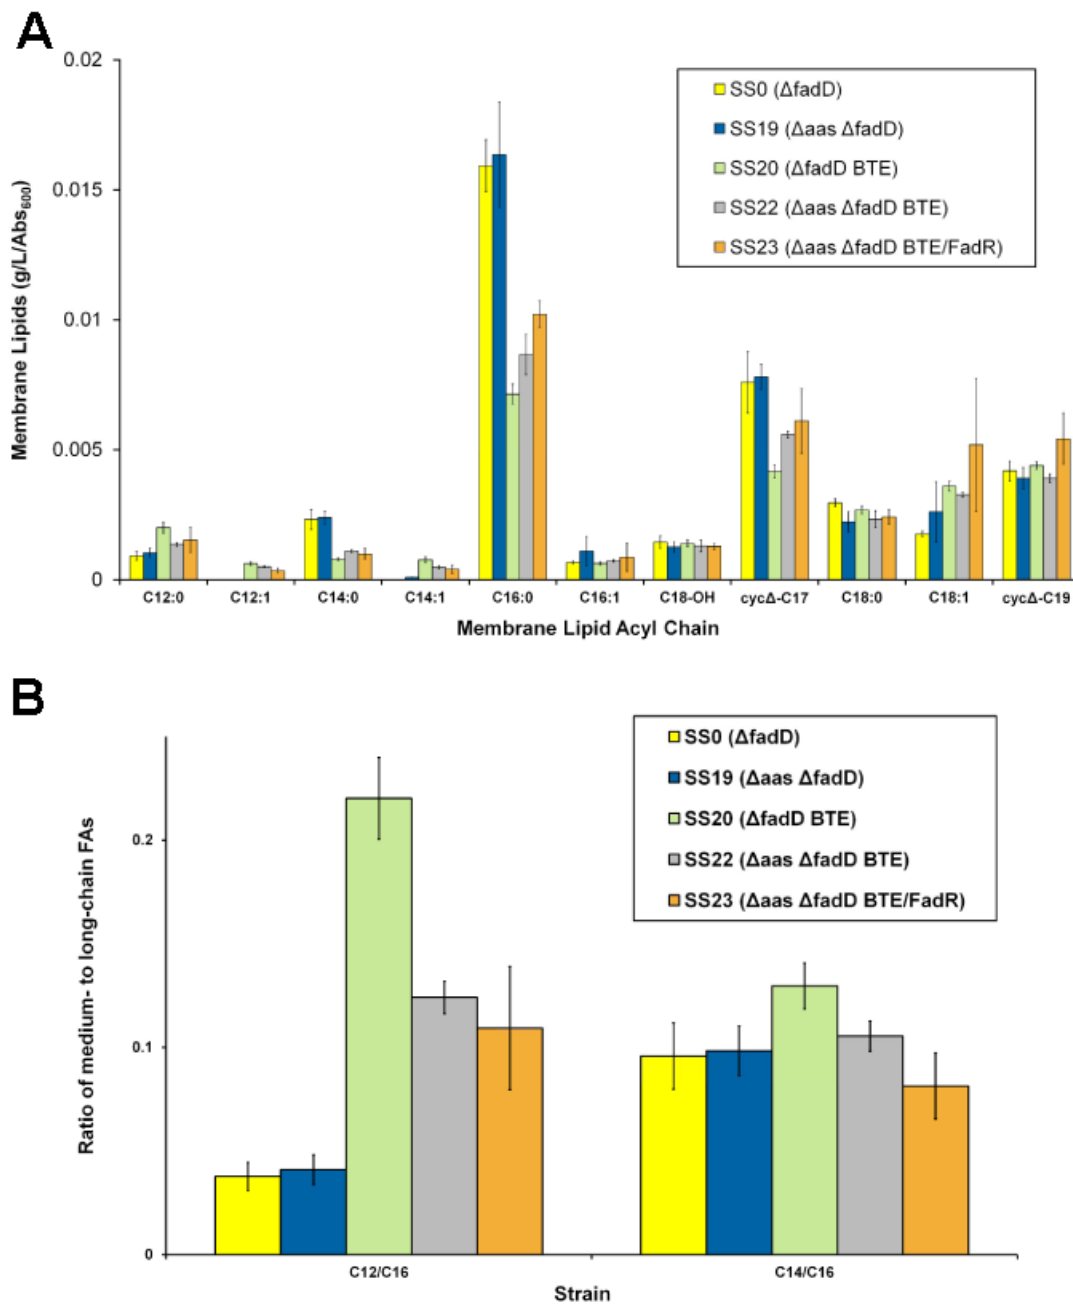 A
0.02
0.015
0.01
0.005
0
Membrane Lipids (g/L/Abs600)
SS0 (ΔfadD)
SS19 (Δaas ΔfadD)
SS20 (ΔfadD BTE)
SS22 (Δaas ΔfadD BTE)
SS23 (Δaas ΔfadD BTE/FadR)
C12:0 C12:1 C14:0 C14:1 C16:0 C16:1 C18-OH cycΔ-C17 C18:0 C18:1 cycΔ-C19
Membrane Lipid Acyl Chain
B
0.2
0.1
0
Ratio of medium- to long-chain FAs
SS0 (ΔfadD)
SS19 (Δaas ΔfadD)
SS20 (ΔfadD BTE)
SS22 (Δaas ΔfadD BTE)
SS23 (Δaas ΔfadD BTE/FadR)
C12/C16 C14/C16
Strain